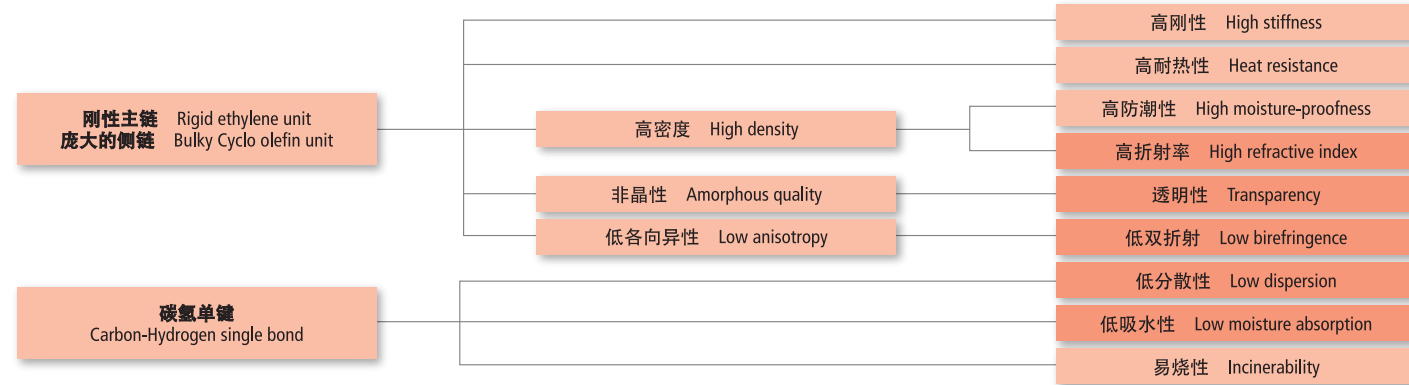 刚性主链 Rigid ethylene unit
庞大的侧链 Bulky Cyclo olefin unit
高密度 High density
非晶性 Amorphous quality
低各向异性 Low anisotropy
高刚性 High stiffness
高耐热性 Heat resistance
高防潮性 High moisture-proofness
高折射率 High refractive index
透明性 Transparency
低双折射 Low birefringence
碳氢单键
Carbon-Hydrogen single bond
低分散性 Low dispersion
低吸水性 Low moisture absorption
易烧性 Incinerability